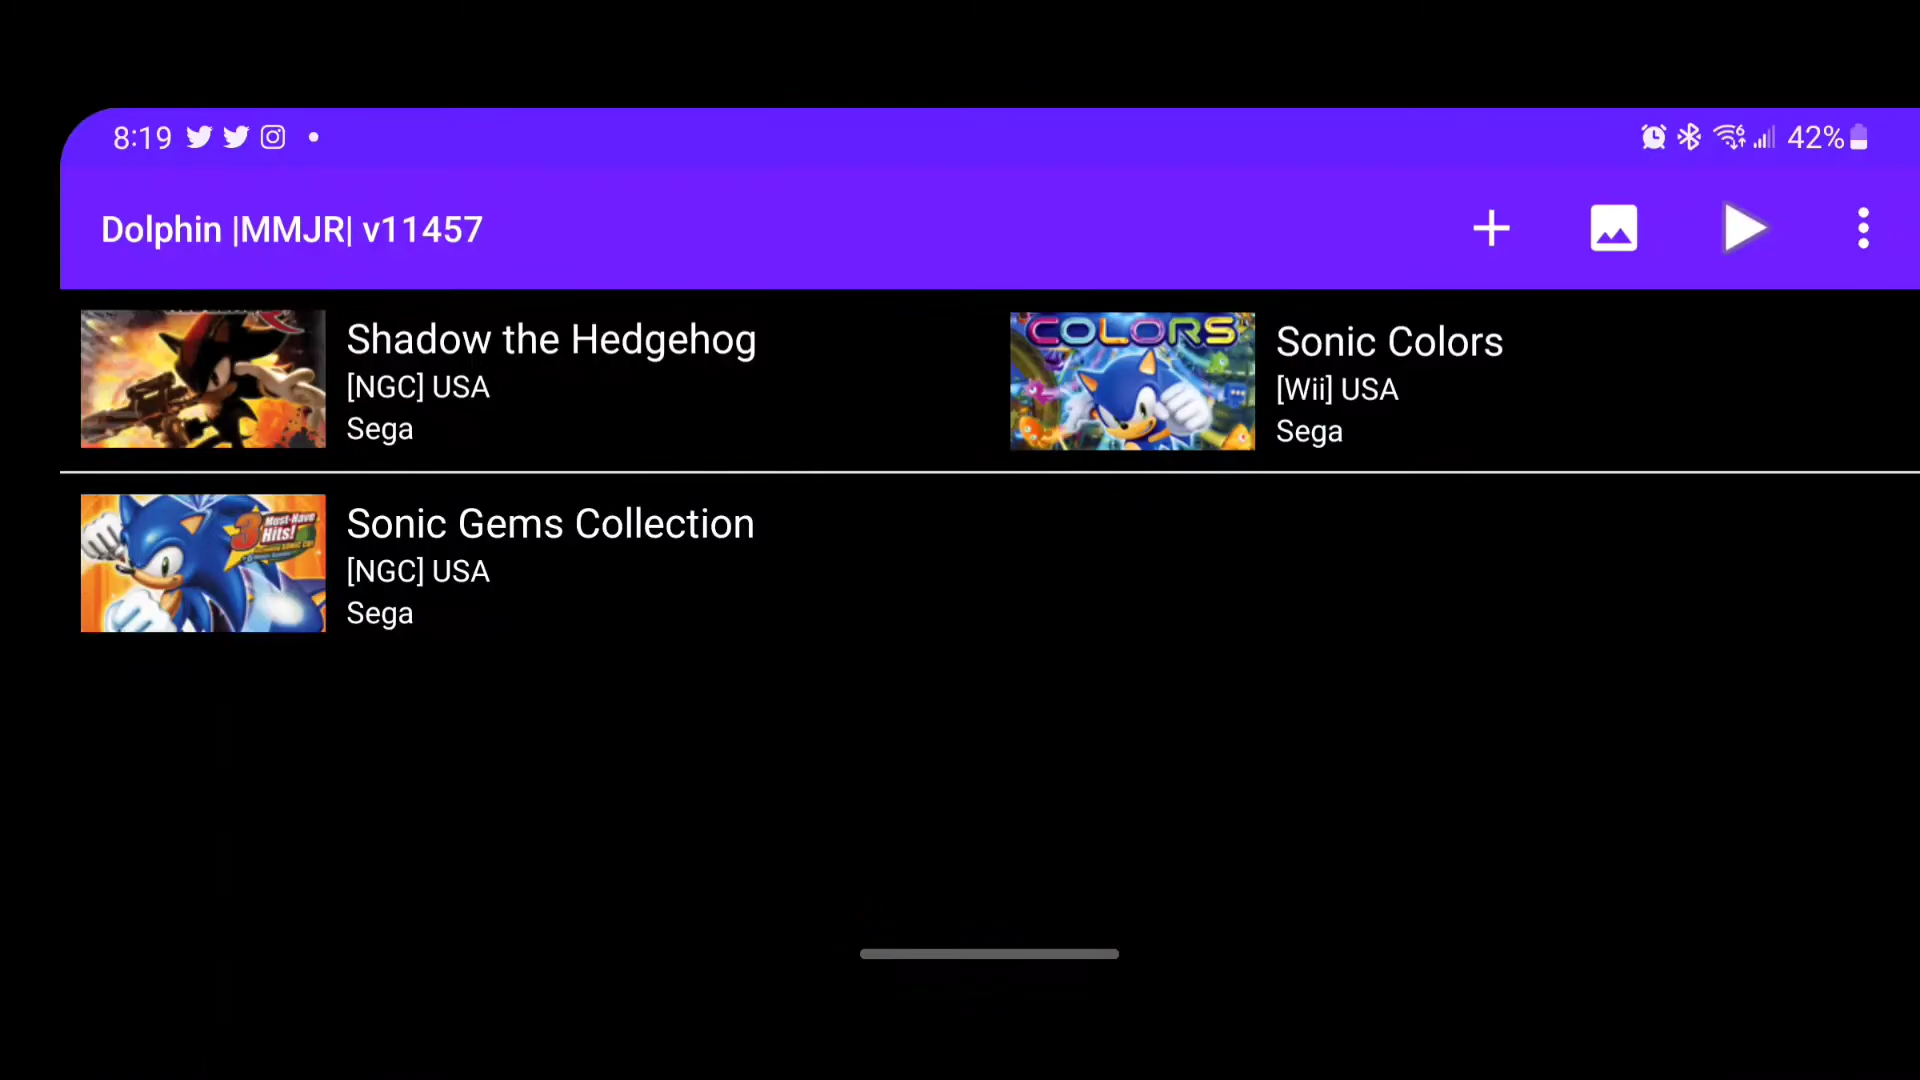 8:19
42%
Dolphin |MMJR| v11457
Shadow the Hedgehog
[NGC] USA
Sega
COLORS
Sonic Colors
[Wii] USA
Sega
3 Must-Have
Hits!
Sonic Gems Collection
[NGC] USA
Sega